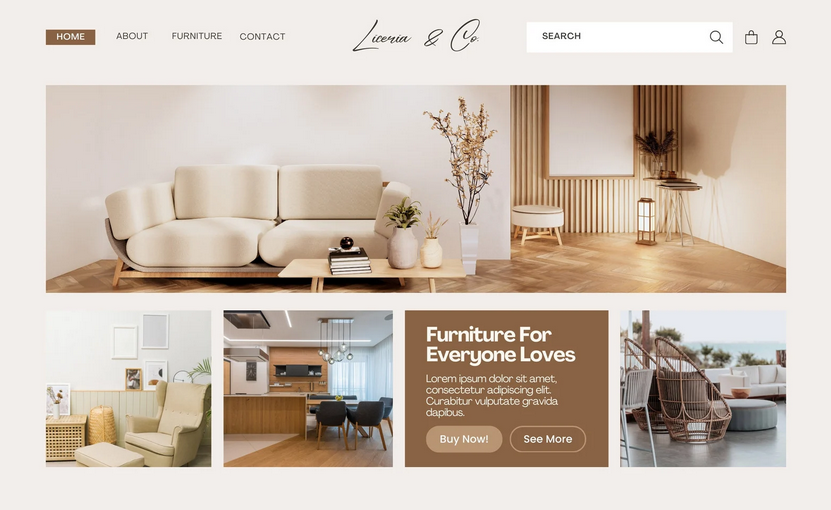 HOME ABOUT FURNITURE CONTACT Liceria & Co. SEARCH
Furniture For
Everyone Loves
Lorem ipsum dolor sit amet,
consectetur adipiscing elit.
Curabitur vulputate gravida
dapibus.
Buy Now! See More